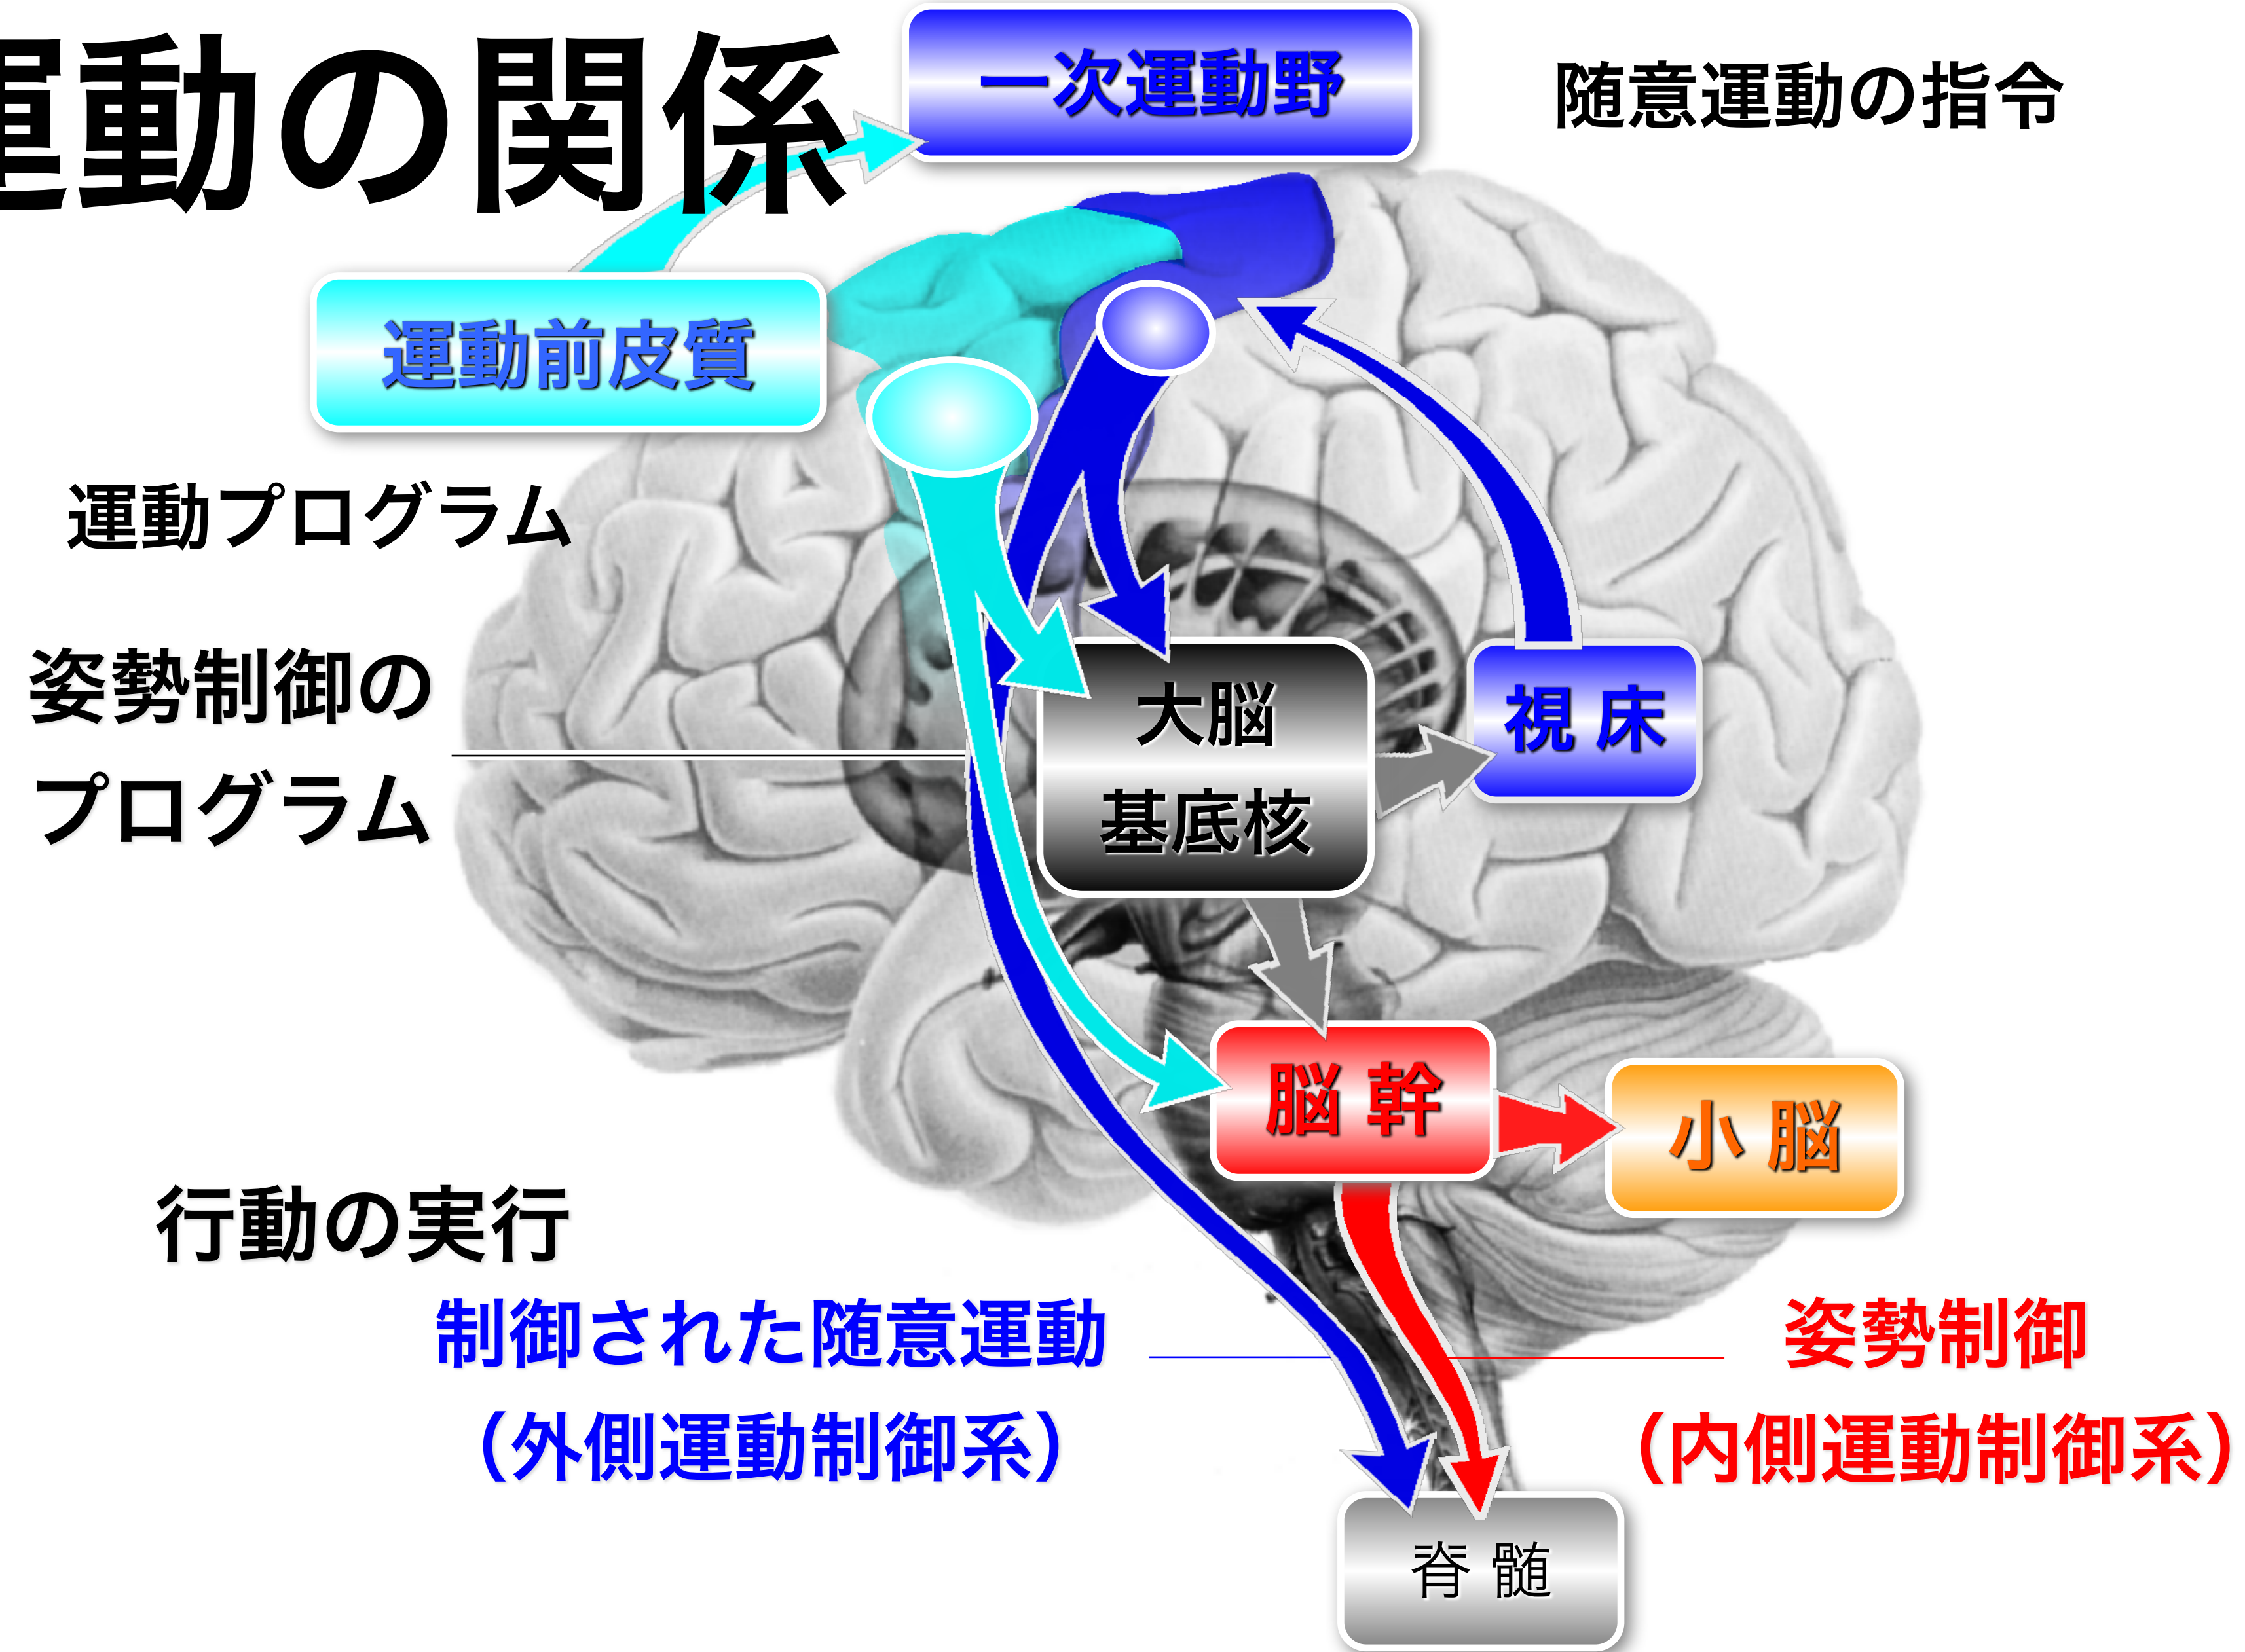 運動の関係
一次運動野
随意運動の指令
運動前皮質
運動プログラム
姿勢制御の
プログラム
大脳
基底核
視 床
脳 幹
小 脳
行動の実行
制御された随意運動
（外側運動制御系）
姿勢制御
（内側運動制御系）
脊 髄